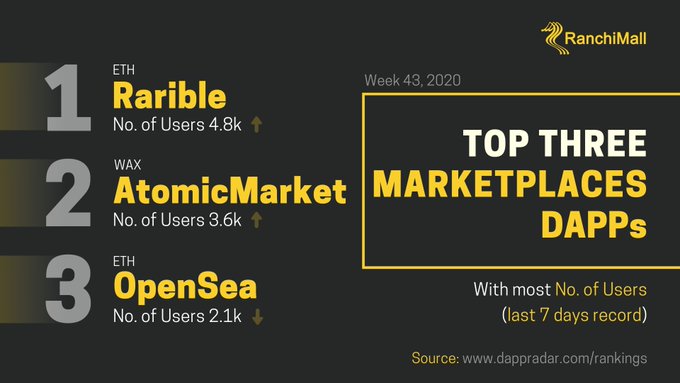 RanchiMall
Week 43, 2020
TOP THREE
MARKETPLACES
DAPPs
1
ETH
Rarible
No. of Users 4.8k
2
WAX
AtomicMarket
No. of Users 3.6k
3
ETH
OpenSea
No. of Users 2.1k
With most No. of Users
(last 7 days record)
Source: www.dappradar.com/rankings